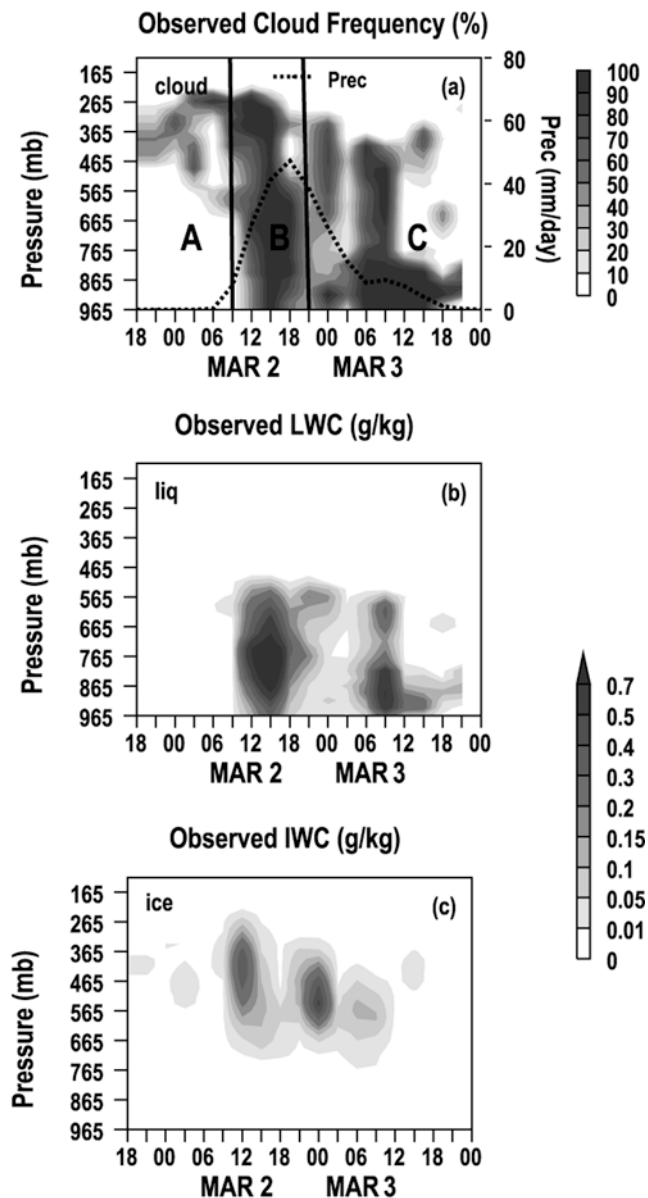 Observed Cloud Frequency (%)
165
265
365
465
565
665
765
865
965
Pressure (mb)
cloud
Prec
(a)
A
B
C
80
60
40
20
0
Prec (mm/day)
100
90
80
70
60
50
40
30
20
10
0
18 00 06 12 18 00 06 12 18 00
MAR 2 MAR 3
Observed LWC (g/kg)
165
265
365
465
565
665
765
865
965
Pressure (mb)
liq
(b)
18 00 06 12 18 00 06 12 18 00
MAR 2 MAR 3
0.7
0.5
0.4
0.3
0.2
0.15
0.1
0.05
0.01
0
Observed IWC (g/kg)
165
265
365
465
565
665
765
865
965
Pressure (mb)
ice
(c)
18 00 06 12 18 00 06 12 18 00
MAR 2 MAR 3